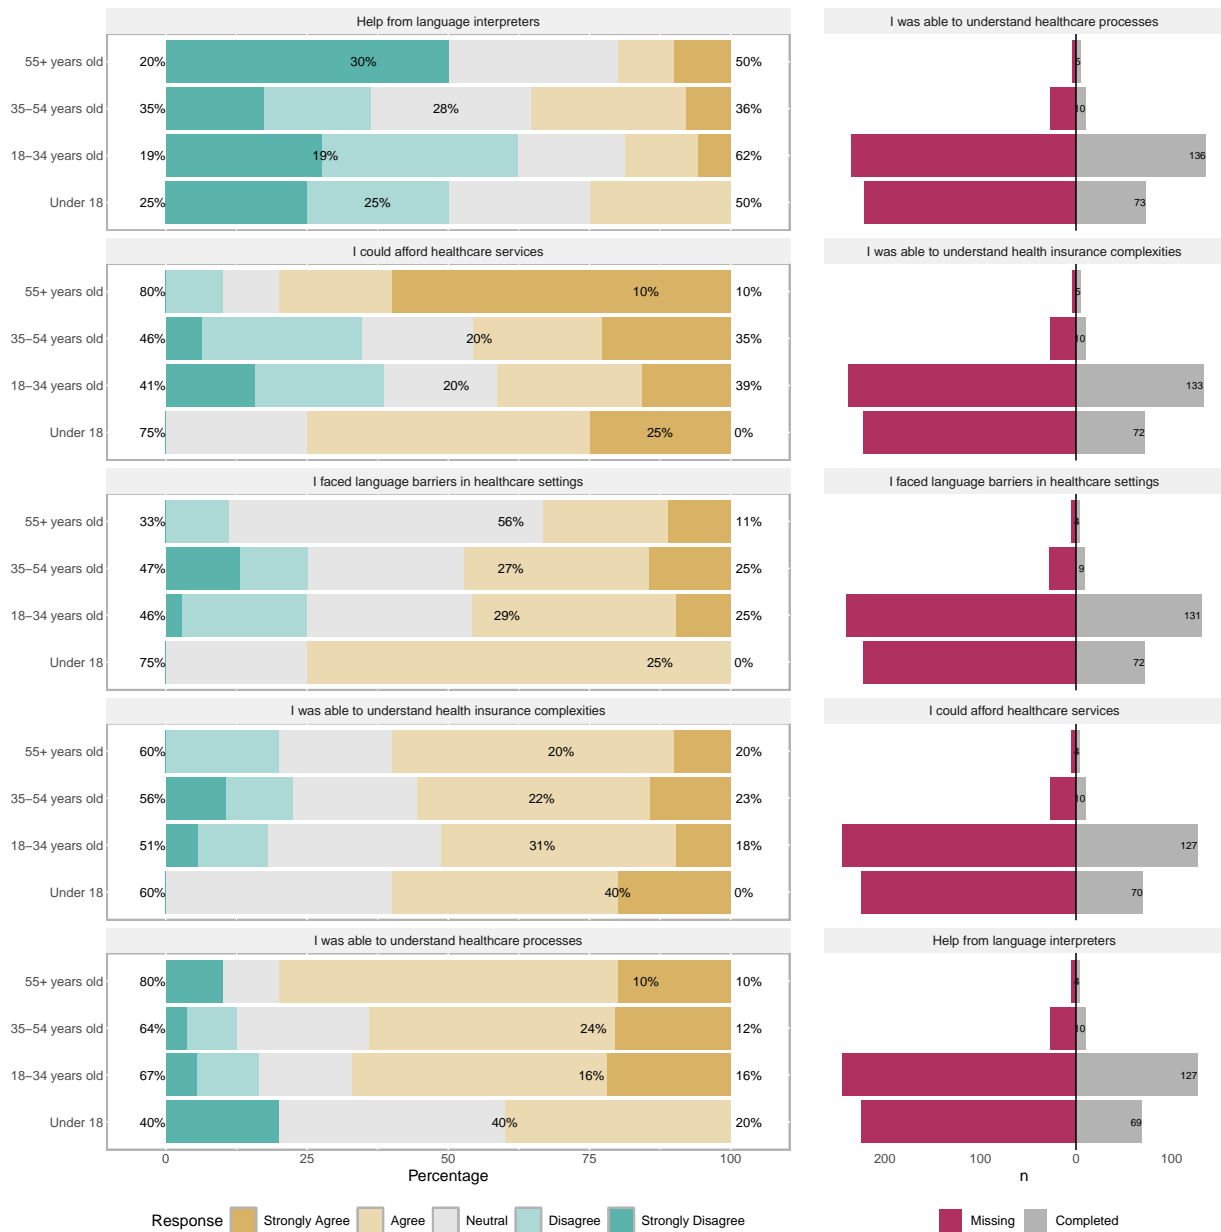 Help from language interpreters
55+ years old 20% 30% 50%
35–54 years old 35% 28% 36%
18–34 years old 19% 19% 62%
Under 18 25% 25% 50%
I could afford healthcare services
55+ years old 80% 10% 10%
35–54 years old 46% 20% 35%
18–34 years old 41% 20% 39%
Under 18 75% 25% 0%
I faced language barriers in healthcare settings
55+ years old 33% 56% 11%
35–54 years old 47% 27% 25%
18–34 years old 46% 29% 25%
Under 18 75% 25% 0%
I was able to understand health insurance complexities
55+ years old 60% 20% 20%
35–54 years old 56% 22% 23%
18–34 years old 51% 31% 18%
Under 18 60% 40% 0%
I was able to understand healthcare processes
55+ years old 80% 10% 10%
35–54 years old 64% 24% 12%
18–34 years old 67% 16% 16%
Under 18 40% 40% 20%
0 25 50 75 100
Percentage
Response Strongly Agree Agree Neutral Disagree Strongly Disagree
I was able to understand healthcare processes
5
10
136
73
I was able to understand health insurance complexities
5
10
133
72
I faced language barriers in healthcare settings
4
9
131
72
I could afford healthcare services
4
10
127
70
Help from language interpreters
4
10
127
69
200 100 0 100
n
Missing Completed